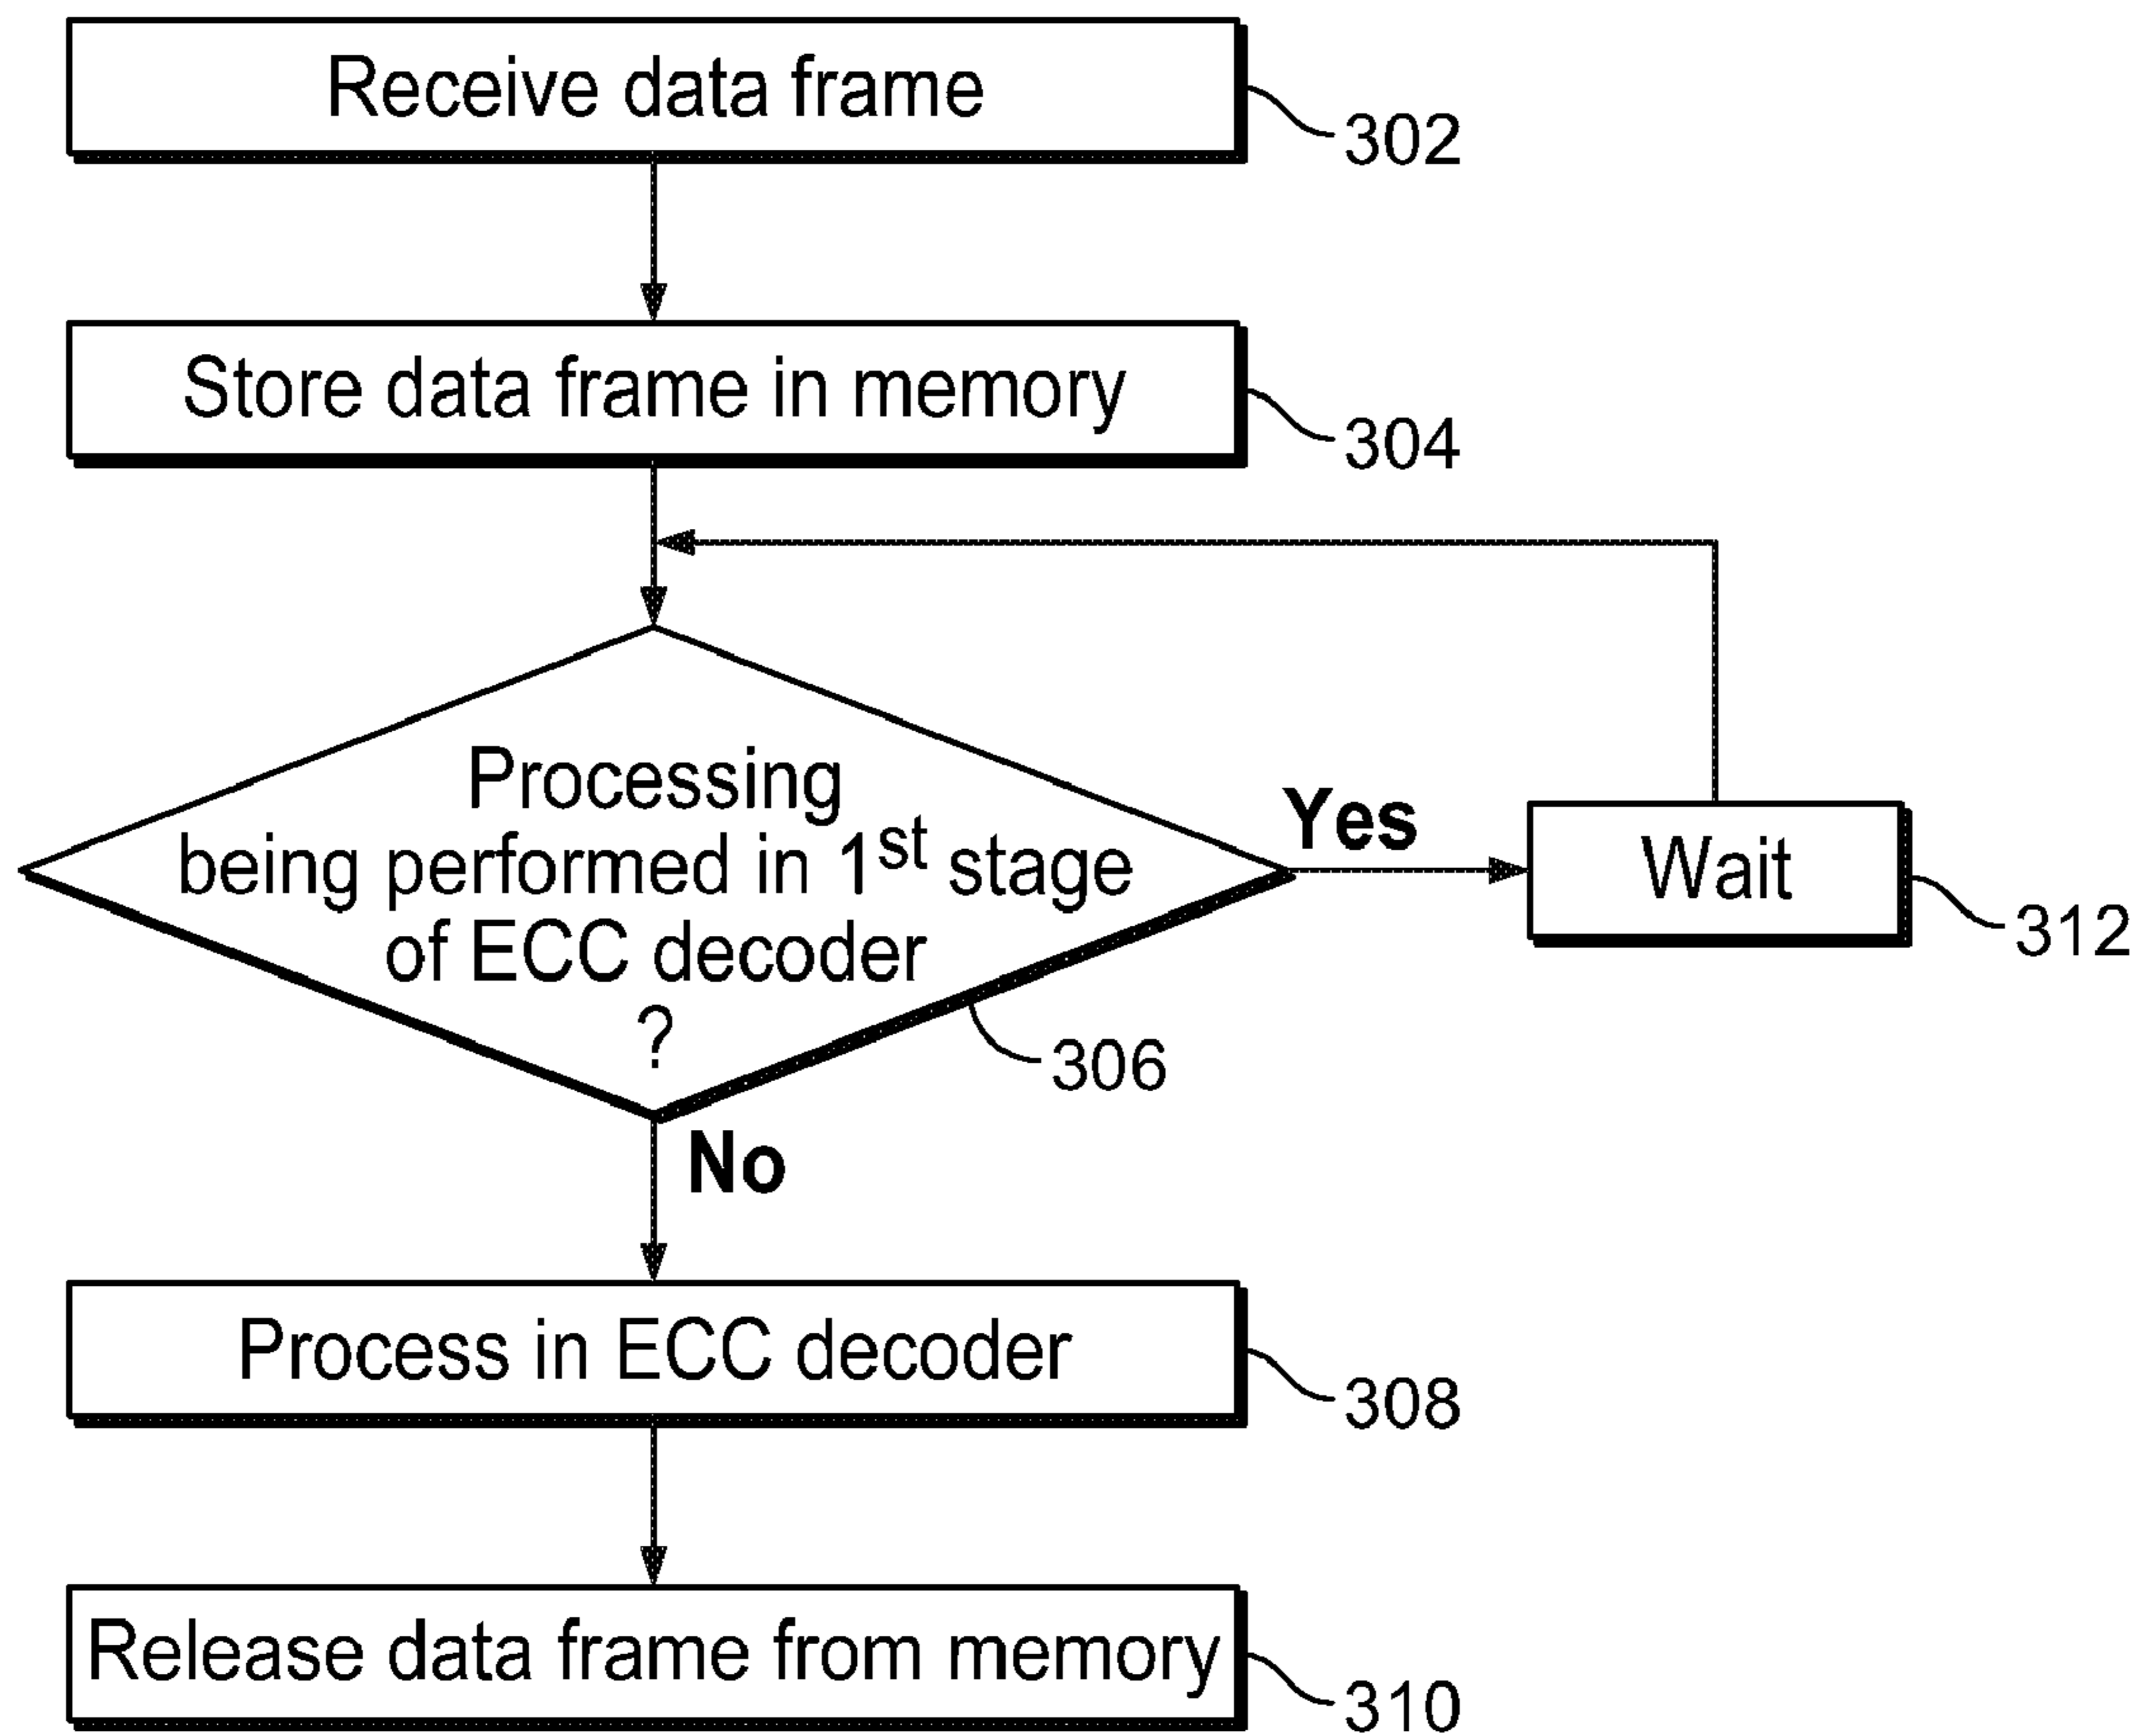 Receive data frame
302
Store data frame in memory
304
Processing
being performed in 1st stage
of ECC decoder
?
306
Yes
Wait
312
No
Process in ECC decoder
308
Release data frame from memory
310